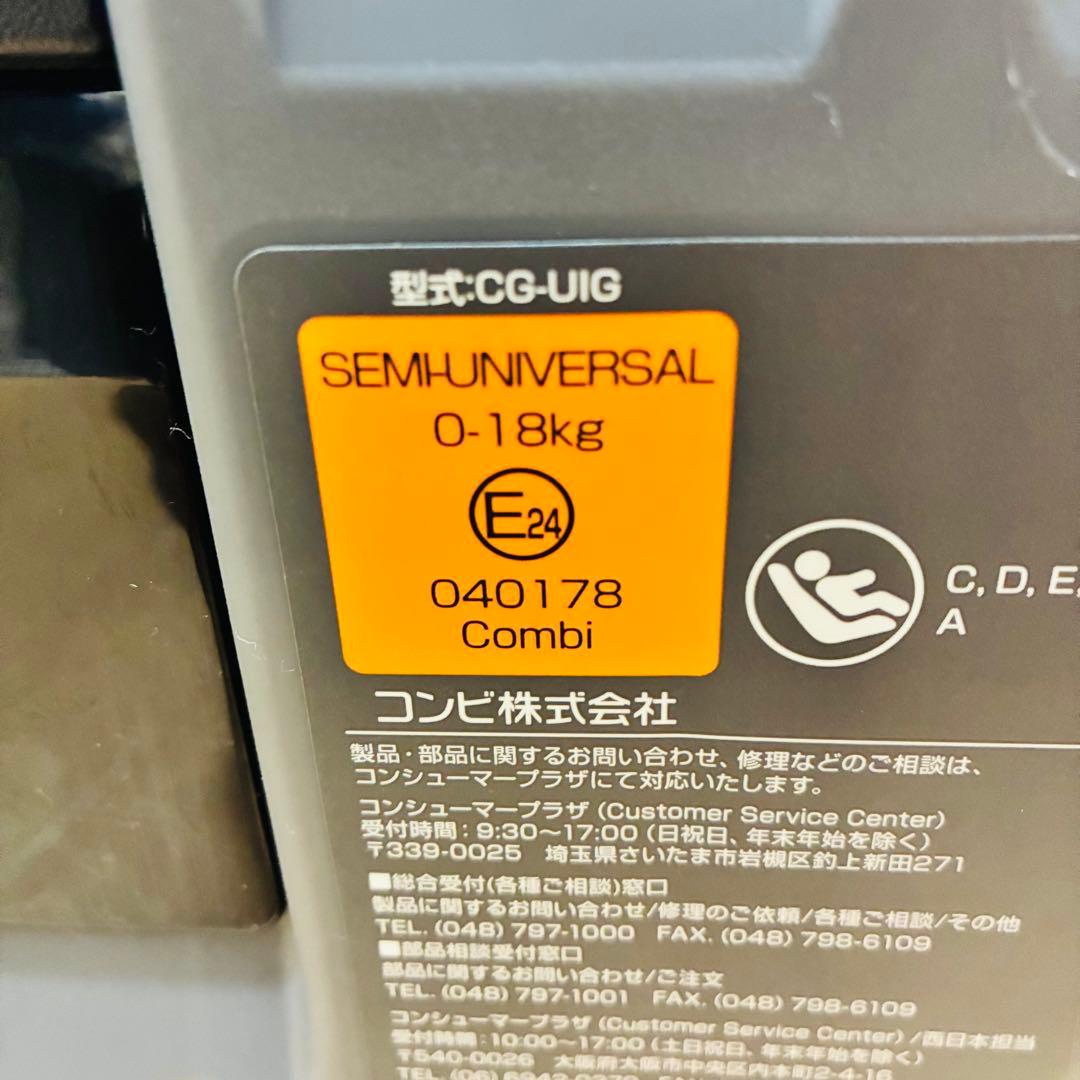 型式:CG-UIG
SEMI-UNIVERSAL
0-18kg
E24
040178
Combi
C, D, E,
A
コンビ株式会社
製品・部品に関するお問い合わせ、修理などのご相談は、
コンシューマープラザにて対応いたします。
コンシューマープラザ (Customer Service Center)
受付時間：9:30～17:00 (日祝日、年末年始を除く)
〒339-0025 埼玉県さいたま市岩槻区釣上新田271
■総合受付(各種ご相談)窓口
製品に関するお問い合わせ/修理のご依頼/各種ご相談/その他
TEL. (048) 797-1000 FAX. (048) 798-6109
■部品相談受付窓口
部品に関するお問い合わせ/ご注文
TEL. (048) 797-1001 FAX. (048) 798-6109
コンシューマープラザ (Customer Service Center) /西日本担当
受付時間：10:00～17:00 (土日祝日、年末年始を除く)
〒540-0026 大阪府大阪市中央区内本町2-4-16